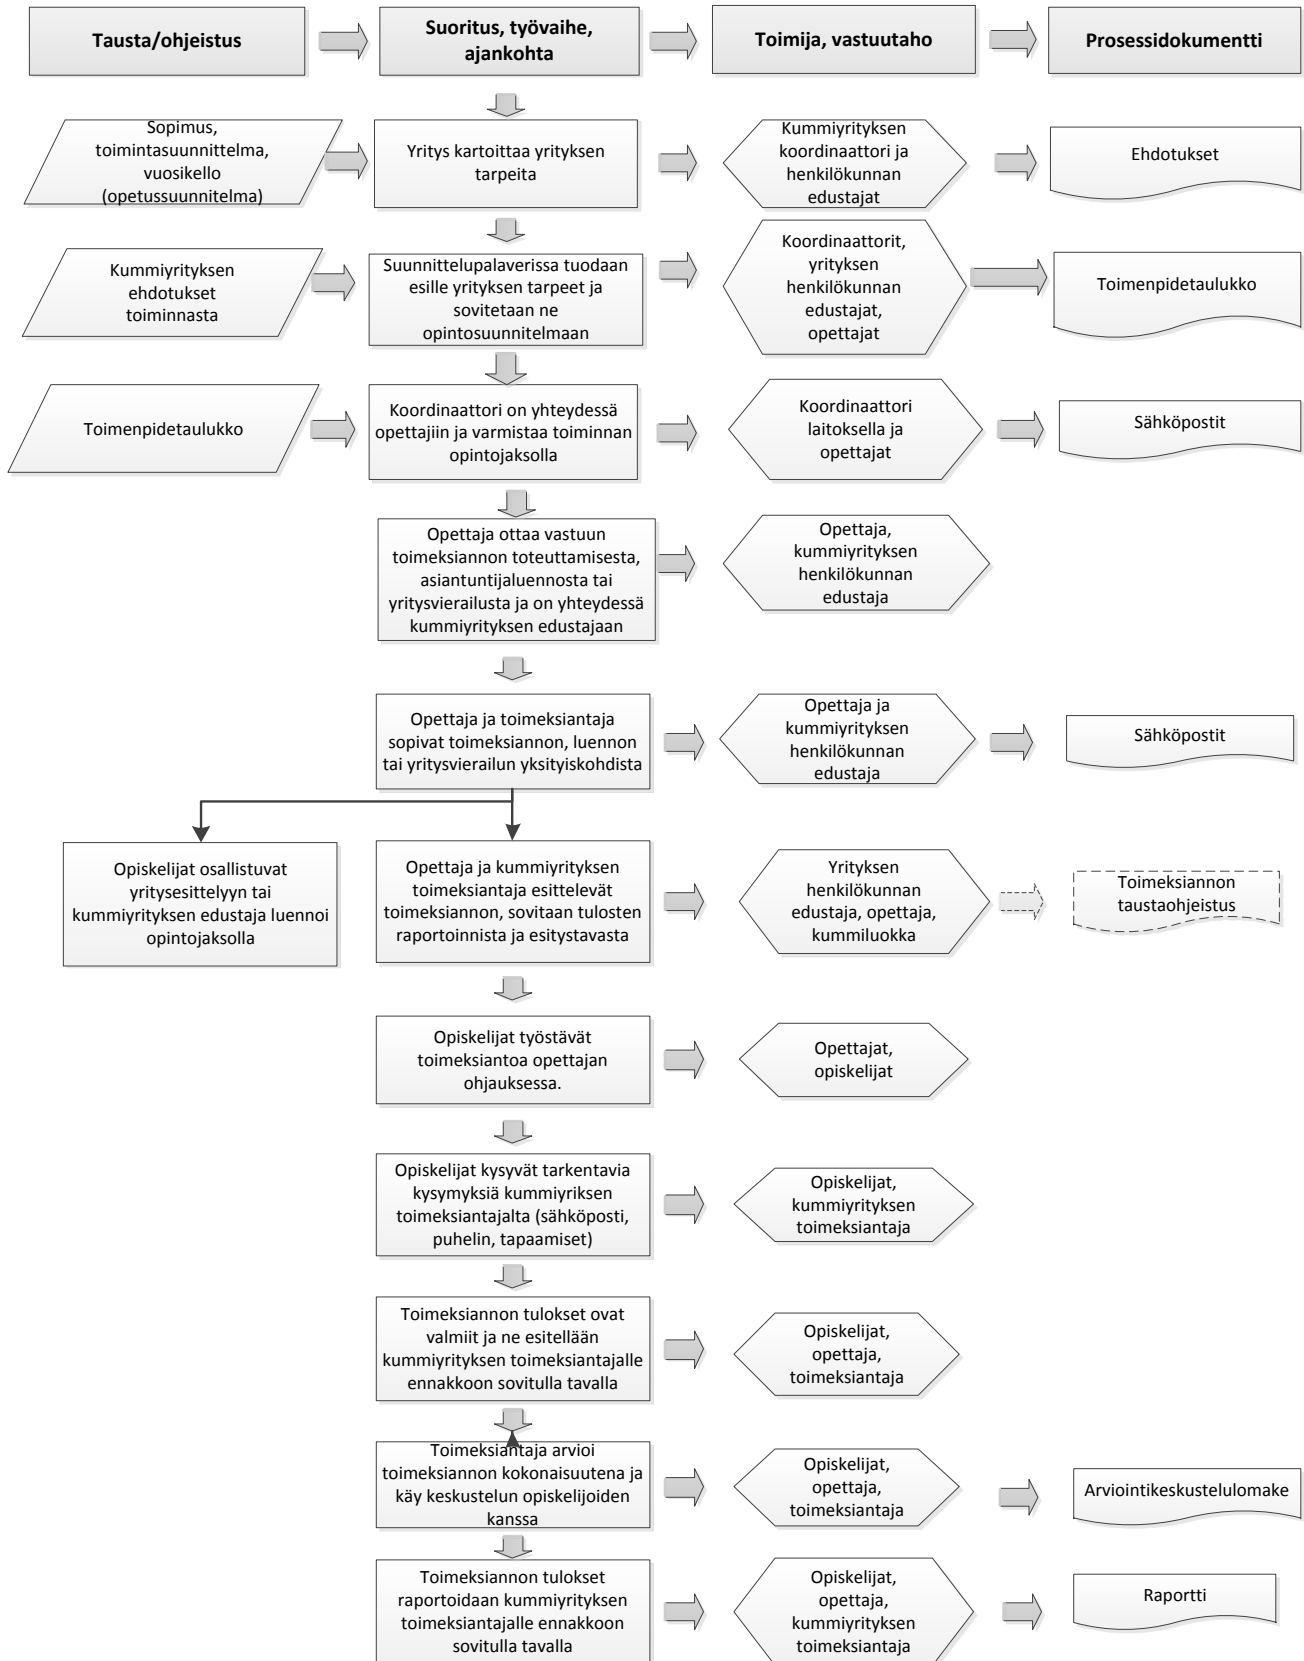 Tausta/ohjeistus
Suoritus, työvaihe,
ajankohta
Toimija, vastuutaho
Prosessidokumentti
Sopimus,
toimintasuunnittelma,
vuosikello
(opetussuunnitelma)
Yritys kartoittaa yrityksen
tarpeita
Kummiyrityksen
koordinaattori ja
henkilökunnan
edustajat
Ehdotukset
Kummiyrityksen
ehdotukset
toiminnasta
Suunnittelupalaverissa tuodaan
esille yrityksen tarpeet ja
sovitetaan ne
opintosuunnitelmaan
Koordinaattorit,
yrityksen
henkilökunnan
edustajat,
opettajat
Toimenpidetaulukko
Toimenpidetaulukko
Koordinaattori on yhteydessä
opettajiin ja varmistaa toiminnan
opintojaksolla
Koordinaattori
laitoksella ja
opettajat
Sähköpostit
Opettaja ottaa vastuun
toimeksiannon toteuttamisesta,
asiantuntijaluennosta tai
yritysvierailusta ja on yhteydessä
kummiyrityksen edustajaan
Opettaja,
kummiyrityksen
henkilökunnan
edustaja
Opettaja ja toimeksiantaja
sopivat toimeksiannon, luennon
tai yritysvierailun yksityiskohdista
Opettaja ja
kummiyrityksen
henkilökunnan
edustaja
Sähköpostit
Opiskelijat osallistuvat
yritysesittelyyn tai
kummiyrityksen edustaja luennoi
opintojaksolla
Opettaja ja kummiyrityksen
toimeksiantaja esittelevät
toimeksiannon, sovitaan tulosten
raportoinnista ja esitystavasta
Yrityksen
henkilökunnan
edustaja, opettaja,
kummiluokka
Toimeksiannon
taustaohjeistus
Opiskelijat työstävät
toimeksiantoa opettajan
ohjauksessa.
Opettajat,
opiskelijat
Opiskelijat kysyvät tarkentavia
kysymyksiä kummiyriksen
toimeksiantajalta (sähköposti,
puhelin, tapaamiset)
Opiskelijat,
kummiyrityksen
toimeksiantaja
Toimeksiannon tulokset ovat
valmiit ja ne esitellään
kummiyrityksen toimeksiantajalle
ennakkoon sovitulla tavalla
Opiskelijat,
opettaja,
toimeksiantaja
Toimeksiantaja arvioi
toimeksiannon kokonaisuutena ja
käy keskustelun opiskelijoiden
kanssa
Opiskelijat,
opettaja,
toimeksiantaja
Arviointikeskustelulomake
Toimeksiannon tulokset
raportoidaan kummiyrityksen
toimeksiantajalle ennakkoon
sovitulla tavalla
Opiskelijat,
opettaja,
kummiyrityksen
toimeksiantaja
Raportti